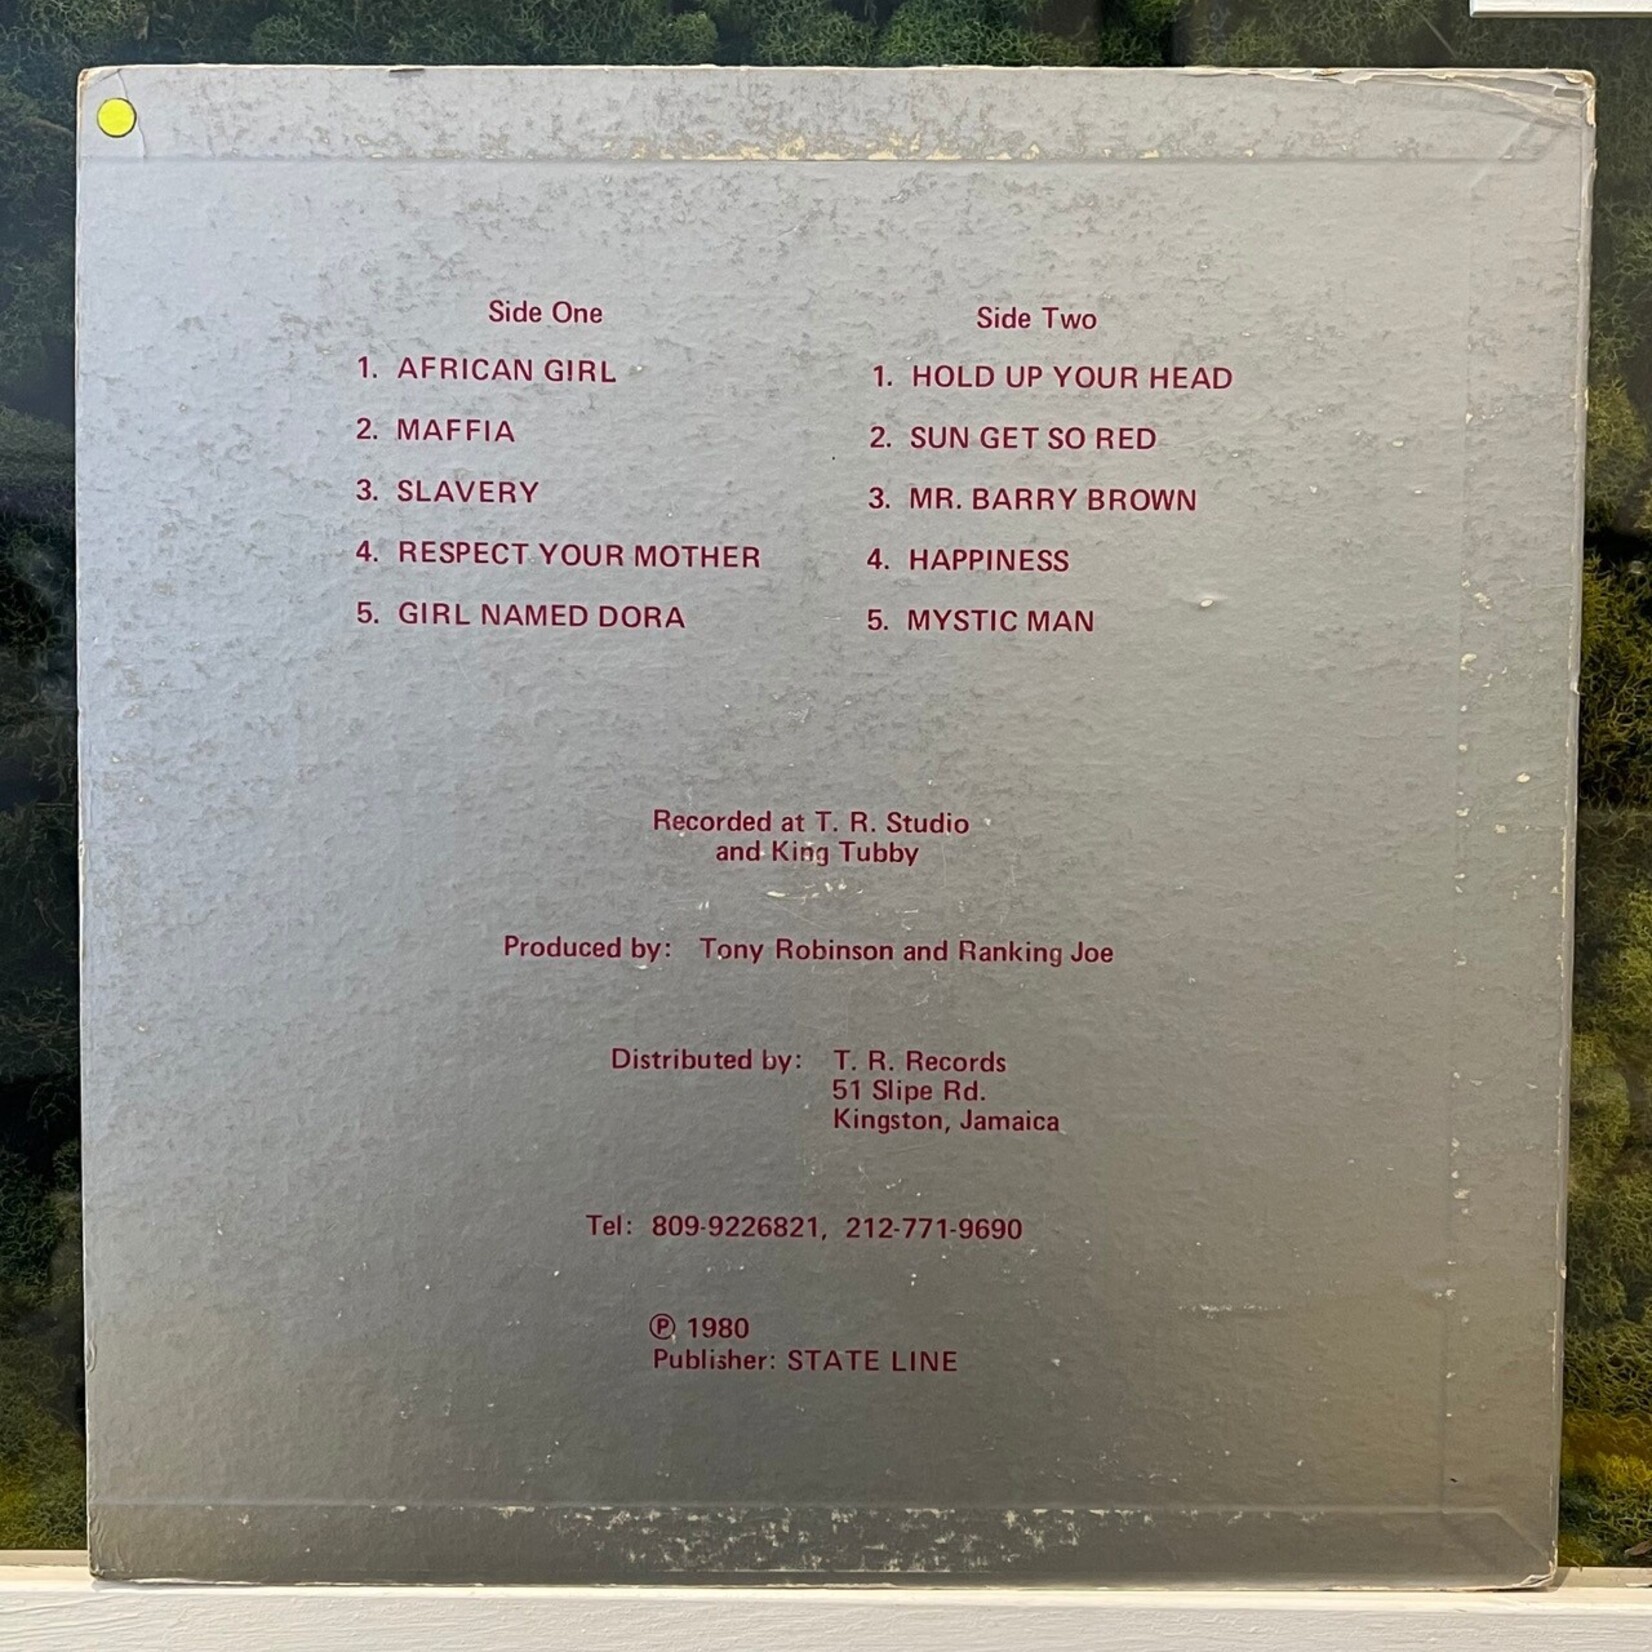 Side One
1. AFRICAN GIRL
2. MAFFIA
3. SLAVERY
4. RESPECT YOUR MOTHER
5. GIRL NAMED DORA
Side Two
1. HOLD UP YOUR HEAD
2. SUN GET SO RED
3. MR. BARRY BROWN
4. HAPPINESS
5. MYSTIC MAN
Recorded at T. R. Studio
and King Tubby
Produced by: Tony Robinson and Ranking Joe
Distributed by: T. R. Records
51 Slipe Rd.
Kingston, Jamaica
Tel: 809-9226821, 212-771-9690
℗ 1980
Publisher: STATE LINE